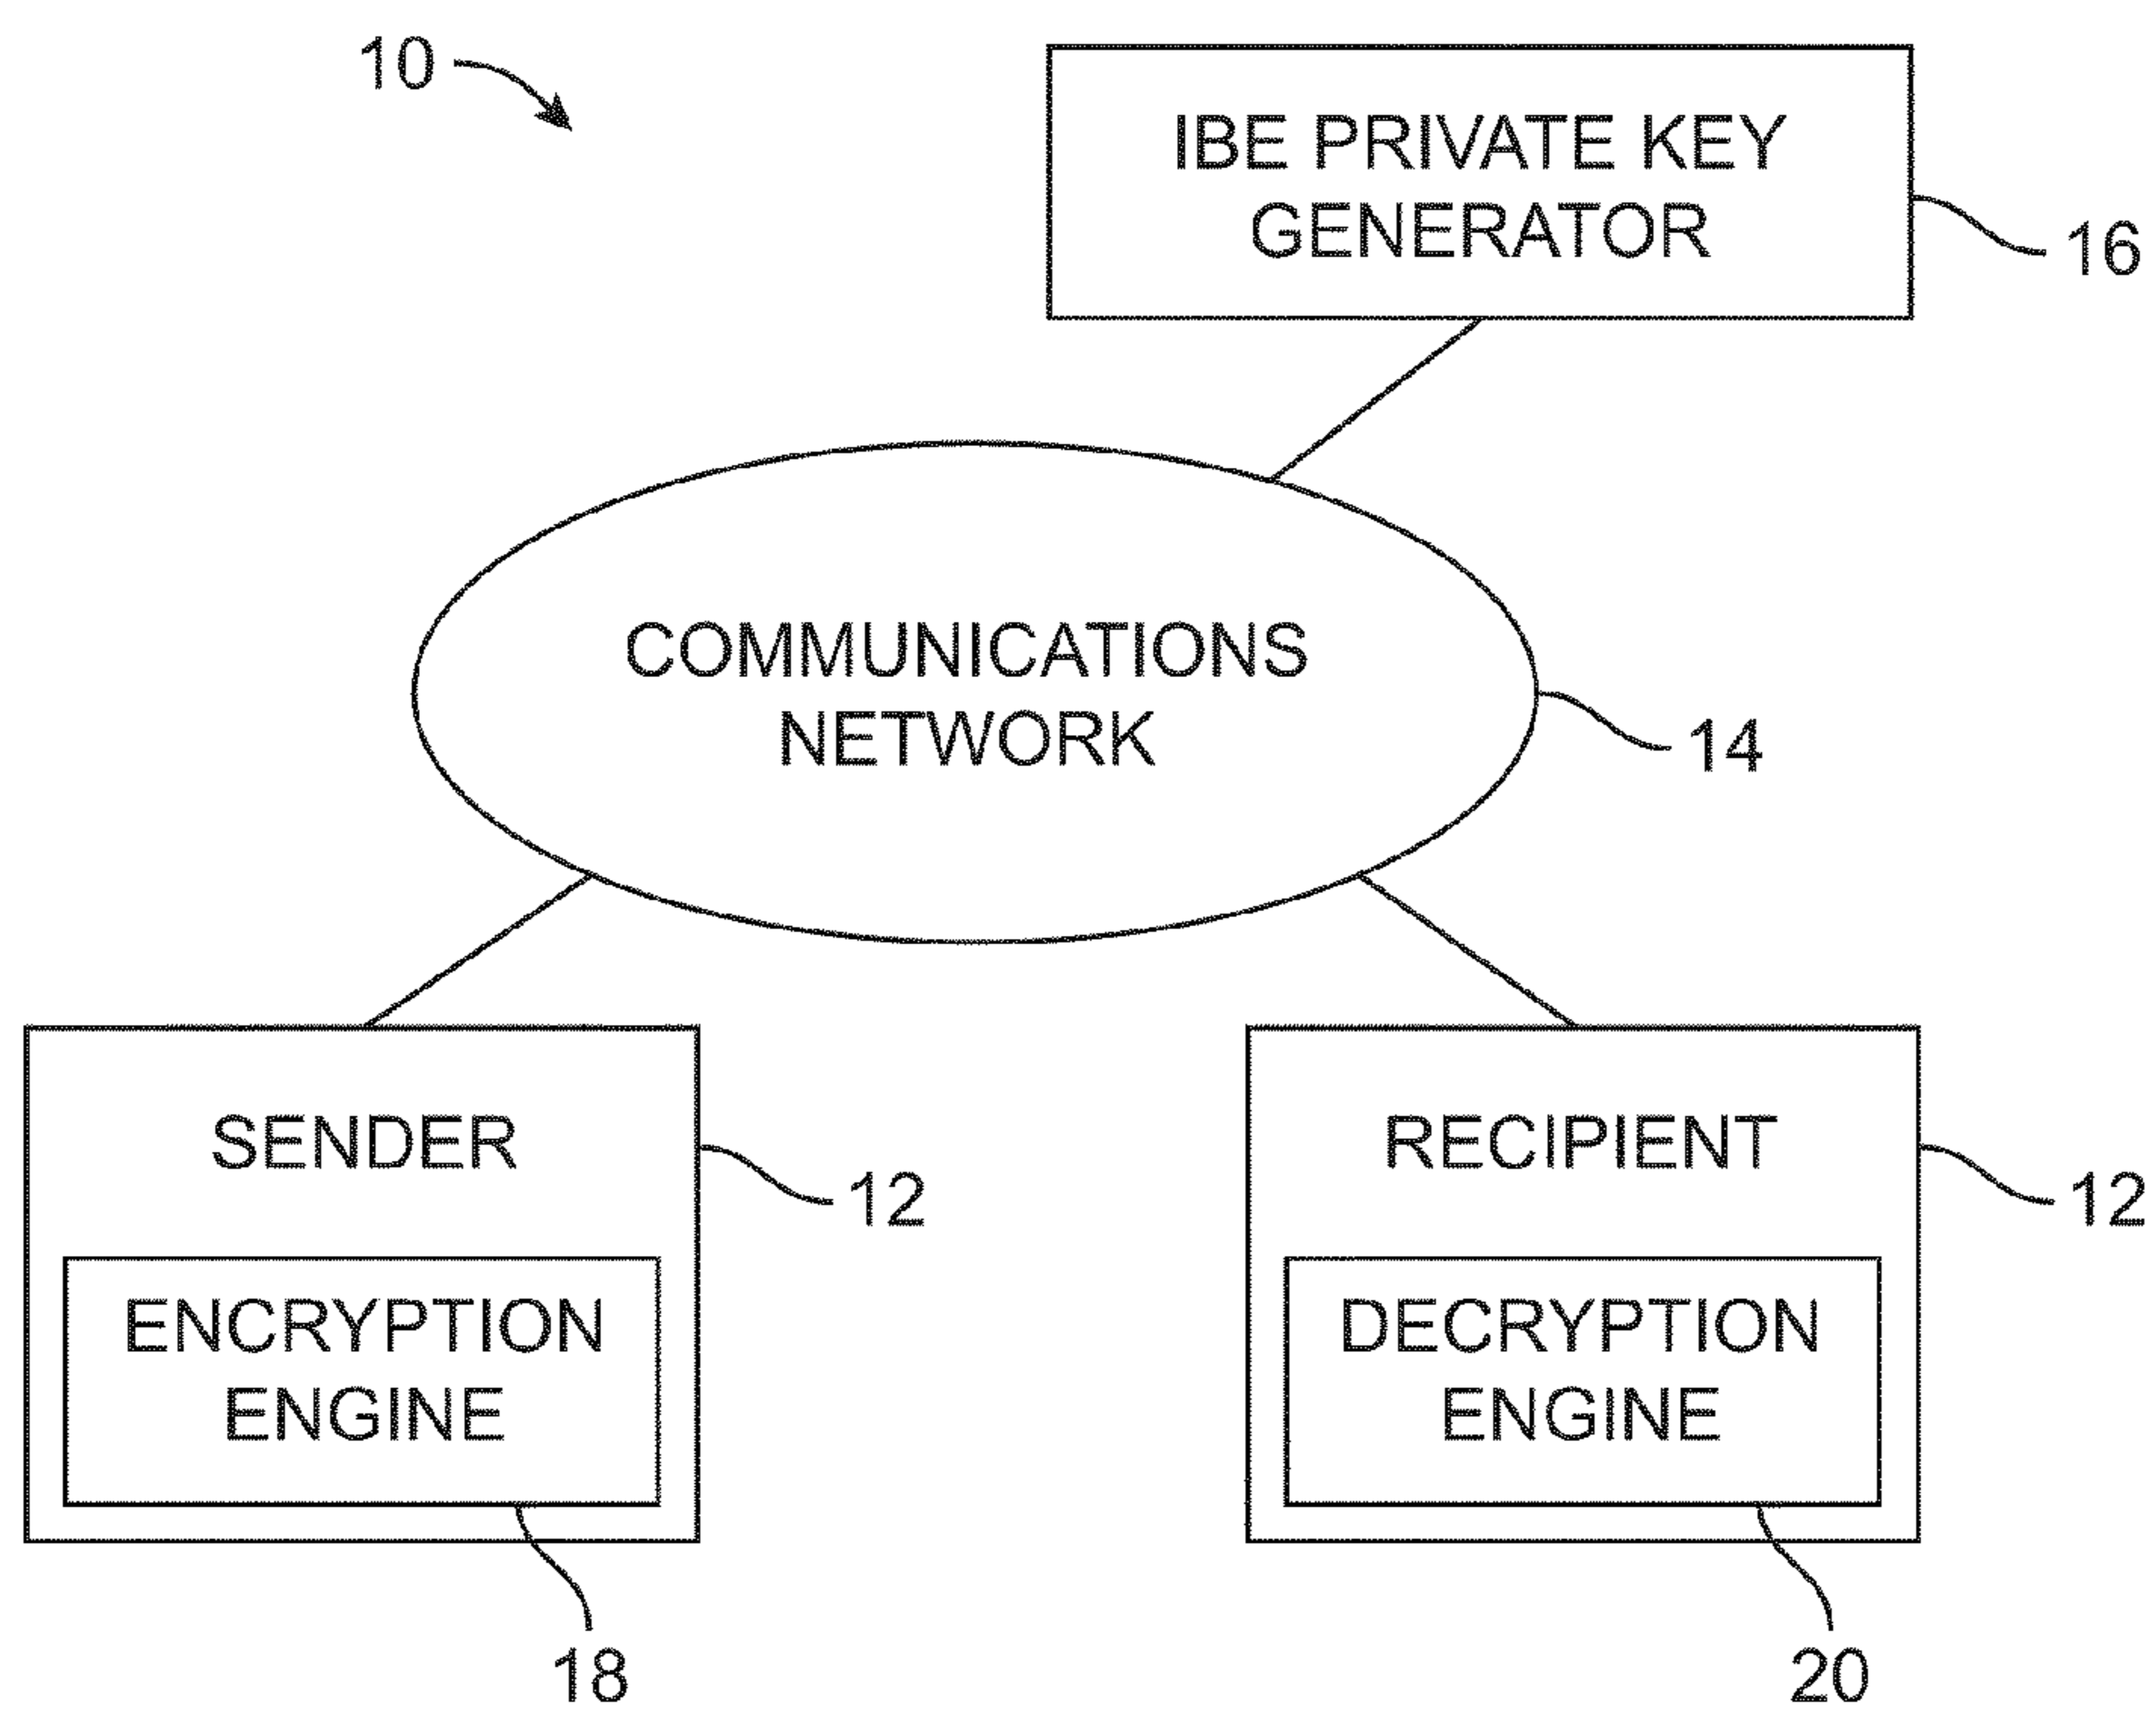 10
IBE PRIVATE KEY
GENERATOR
16
COMMUNICATIONS
NETWORK
14
SENDER
12
RECIPIENT
12
ENCRYPTION
ENGINE
DECRYPTION
ENGINE
18
20